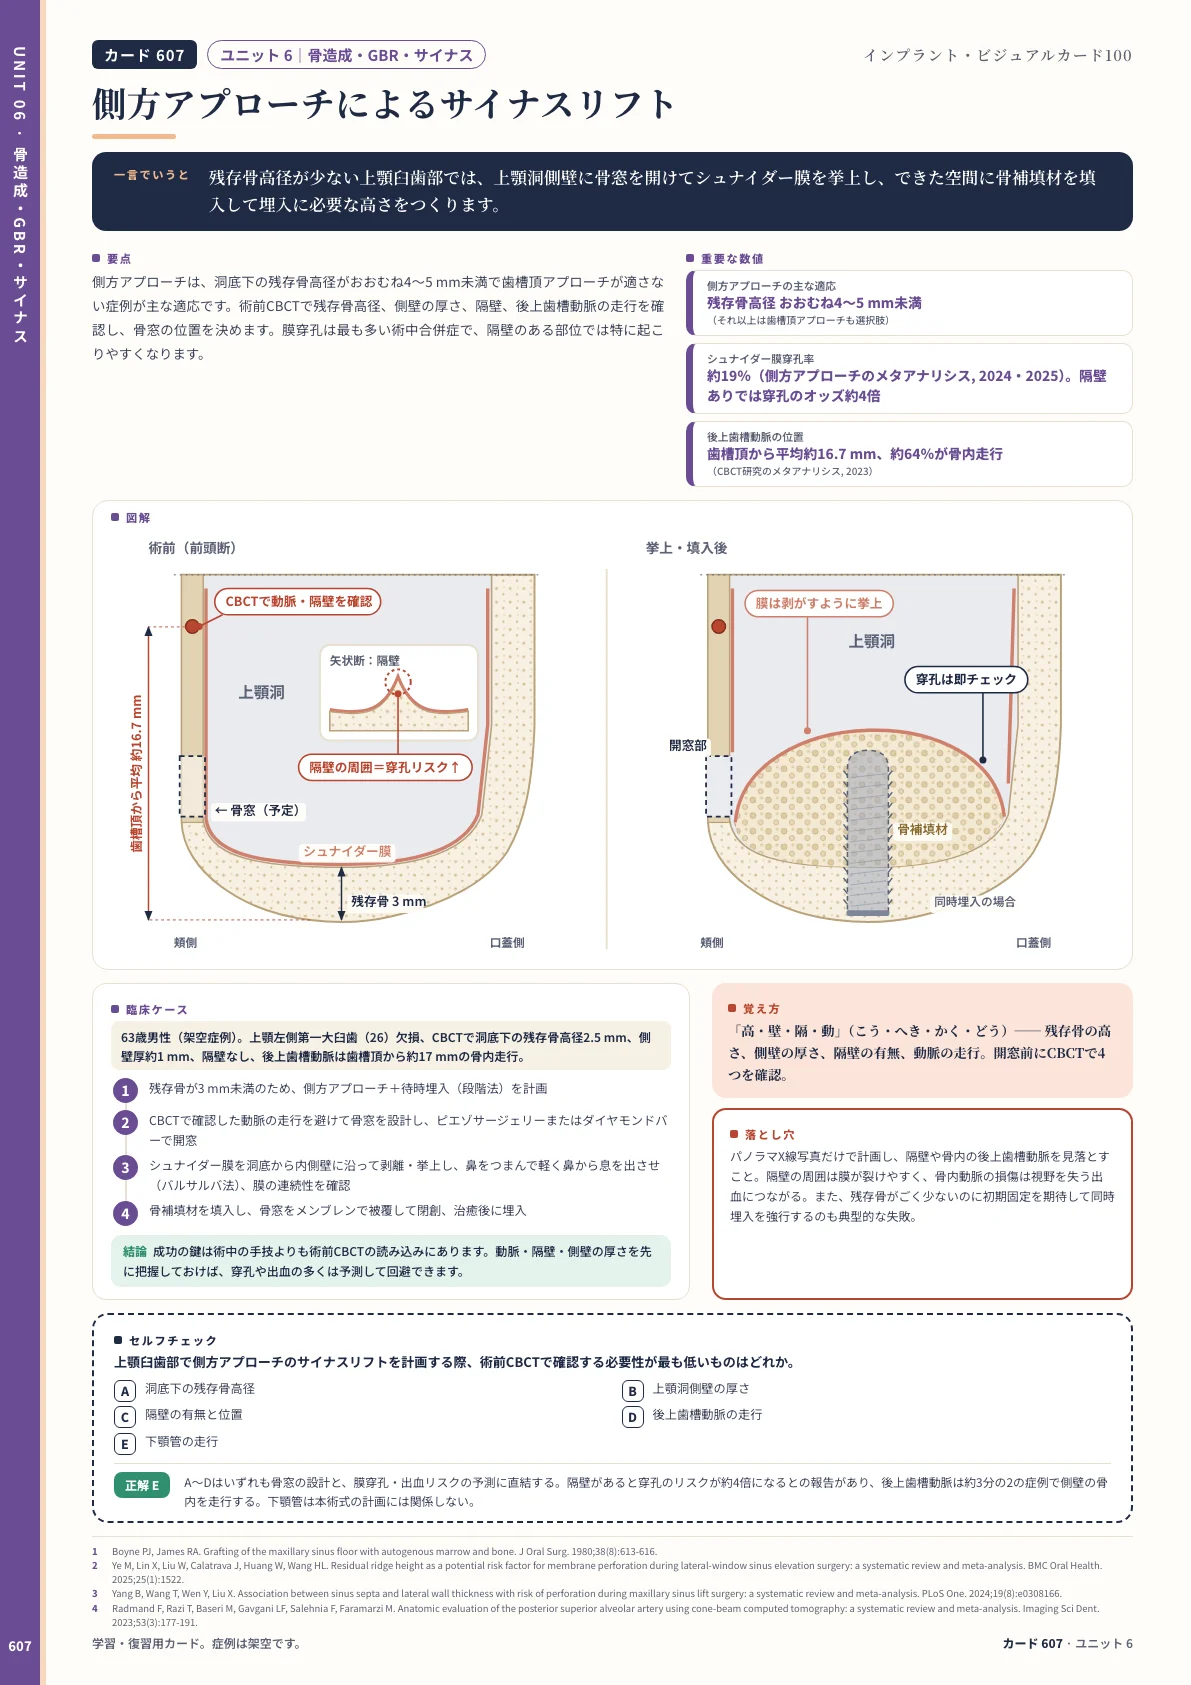 UNIT 06・骨造成・GBR・サイナス
カード 607
ユニット 6｜骨造成・GBR・サイナス
インプラント・ビジュアルカード100
側方アプローチによるサイナスリフト
一言でいうと
残存骨高径が少ない上顎臼歯部では、上顎洞側壁に骨窓を開けてシュナイダー膜を挙上し、できた空間に骨補填材を填
入して埋入に必要な高さをつくります。
要点
側方アプローチは、洞底下の残存骨高径がおおむね4〜5 mm未満で歯槽頂アプローチが適さな
い症例が主な適応です。術前CBCTで残存骨高径、側壁の厚さ、隔壁、後上歯槽動脈の走行を確
認し、骨窓の位置を決めます。膜穿孔は最も多い術中合併症で、隔壁のある部位では特に起こ
りやすくなります。
重要な数値
側方アプローチの主な適応
残存骨高径 おおむね4〜5 mm未満
（それ以上は歯槽頂アプローチも選択肢）
シュナイダー膜穿孔率
約19%（側方アプローチのメタアナリシス, 2024・2025）。隔壁
ありでは穿孔のオッズ約4倍
後上歯槽動脈の位置
歯槽頂から平均約16.7 mm、約64%が骨内走行
（CBCT研究のメタアナリシス, 2023）
図解
術前（前頭断）
CBCTで動脈・隔壁を確認
矢状断：隔壁
上顎洞
隔壁の周囲＝穿孔リスク↑
歯槽頂から平均 約16.7 mm
← 骨窓（予定）
シュナイダー膜
残存骨 3 mm
頬側
口蓋側
挙上・填入後
膜は剥がすように挙上
上顎洞
穿孔は即チェック
開窓部
骨補填材
同時埋入の場合
頬側
口蓋側
臨床ケース
63歳男性（架空症例）。上顎左側第一大臼歯（26）欠損、CBCTで洞底下の残存骨高径2.5 mm、側
壁厚約1 mm、隔壁なし、後上歯槽動脈は歯槽頂から約17 mmの骨内走行。
1 残存骨が3 mm未満のため、側方アプローチ＋待時埋入（段階法）を計画
2 CBCTで確認した動脈の走行を避けて骨窓を設計し、ピエゾサージェリーまたはダイヤモンドバ
ーで開窓
3 シュナイダー膜を洞底から内側壁に沿って剥離・挙上し、鼻をつまんで軽く鼻から息を出させ
（バルサルバ法）、膜の連続性を確認
4 骨補填材を填入し、骨窓をメンブレンで被覆して閉創、治癒後に埋入
結論 成功の鍵は術中の手技よりも術前CBCTの読み込みにあります。動脈・隔壁・側壁の厚さを先
に把握しておけば、穿孔や出血の多くは予測して回避できます。
覚え方
「高・壁・隔・動」（こう・へき・かく・どう）—— 残存骨の高
さ、側壁の厚さ、隔壁の有無、動脈の走行。開窓前にCBCTで4
つを確認。
落とし穴
パノラマX線写真だけで計画し、隔壁や骨内の後上歯槽動脈を見落とす
こと。隔壁の周囲は膜が裂けやすく、骨内動脈の損傷は視野を失う出
血につながる。また、残存骨がごく少ないのに初期固定を期待して同時
埋入を強行するのも典型的な失敗。
セルフチェック
上顎臼歯部で側方アプローチのサイナスリフトを計画する際、術前CBCTで確認する必要性が最も低いものはどれか。
A 洞底下の残存骨高径
B 上顎洞側壁の厚さ
C 隔壁の有無と位置
D 後上歯槽動脈の走行
E 下顎管の走行
正解 E
A〜Dはいずれも骨窓の設計と、膜穿孔・出血リスクの予測に直結する。隔壁があると穿孔のリスクが約4倍になるとの報告があり、後上歯槽動脈は約3分の2の症例で側壁の骨
内を走行する。下顎管は本術式の計画には関係しない。
1 Boyne PJ, James RA. Grafting of the maxillary sinus floor with autogenous marrow and bone. J Oral Surg. 1980;38(8):613-616.
2 Ye M, Lin X, Liu W, Calatrava J, Huang W, Wang HL. Residual ridge height as a potential risk factor for membrane perforation during lateral-window sinus elevation surgery: a systematic review and meta-analysis. BMC Oral Health.
2025;25(1):1522.
3 Yang B, Wang T, Wen Y, Liu X. Association between sinus septa and lateral wall thickness with risk of perforation during maxillary sinus lift surgery: a systematic review and meta-analysis. PLoS One. 2024;19(8):e0308166.
4 Radmand F, Razi T, Baseri M, Gavgani LF, Salehnia F, Faramarzi M. Anatomic evaluation of the posterior superior alveolar artery using cone-beam computed tomography: a systematic review and meta-analysis. Imaging Sci Dent.
2023;53(3):177-191.
607
学習・復習用カード。症例は架空です。
カード 607 · ユニット 6